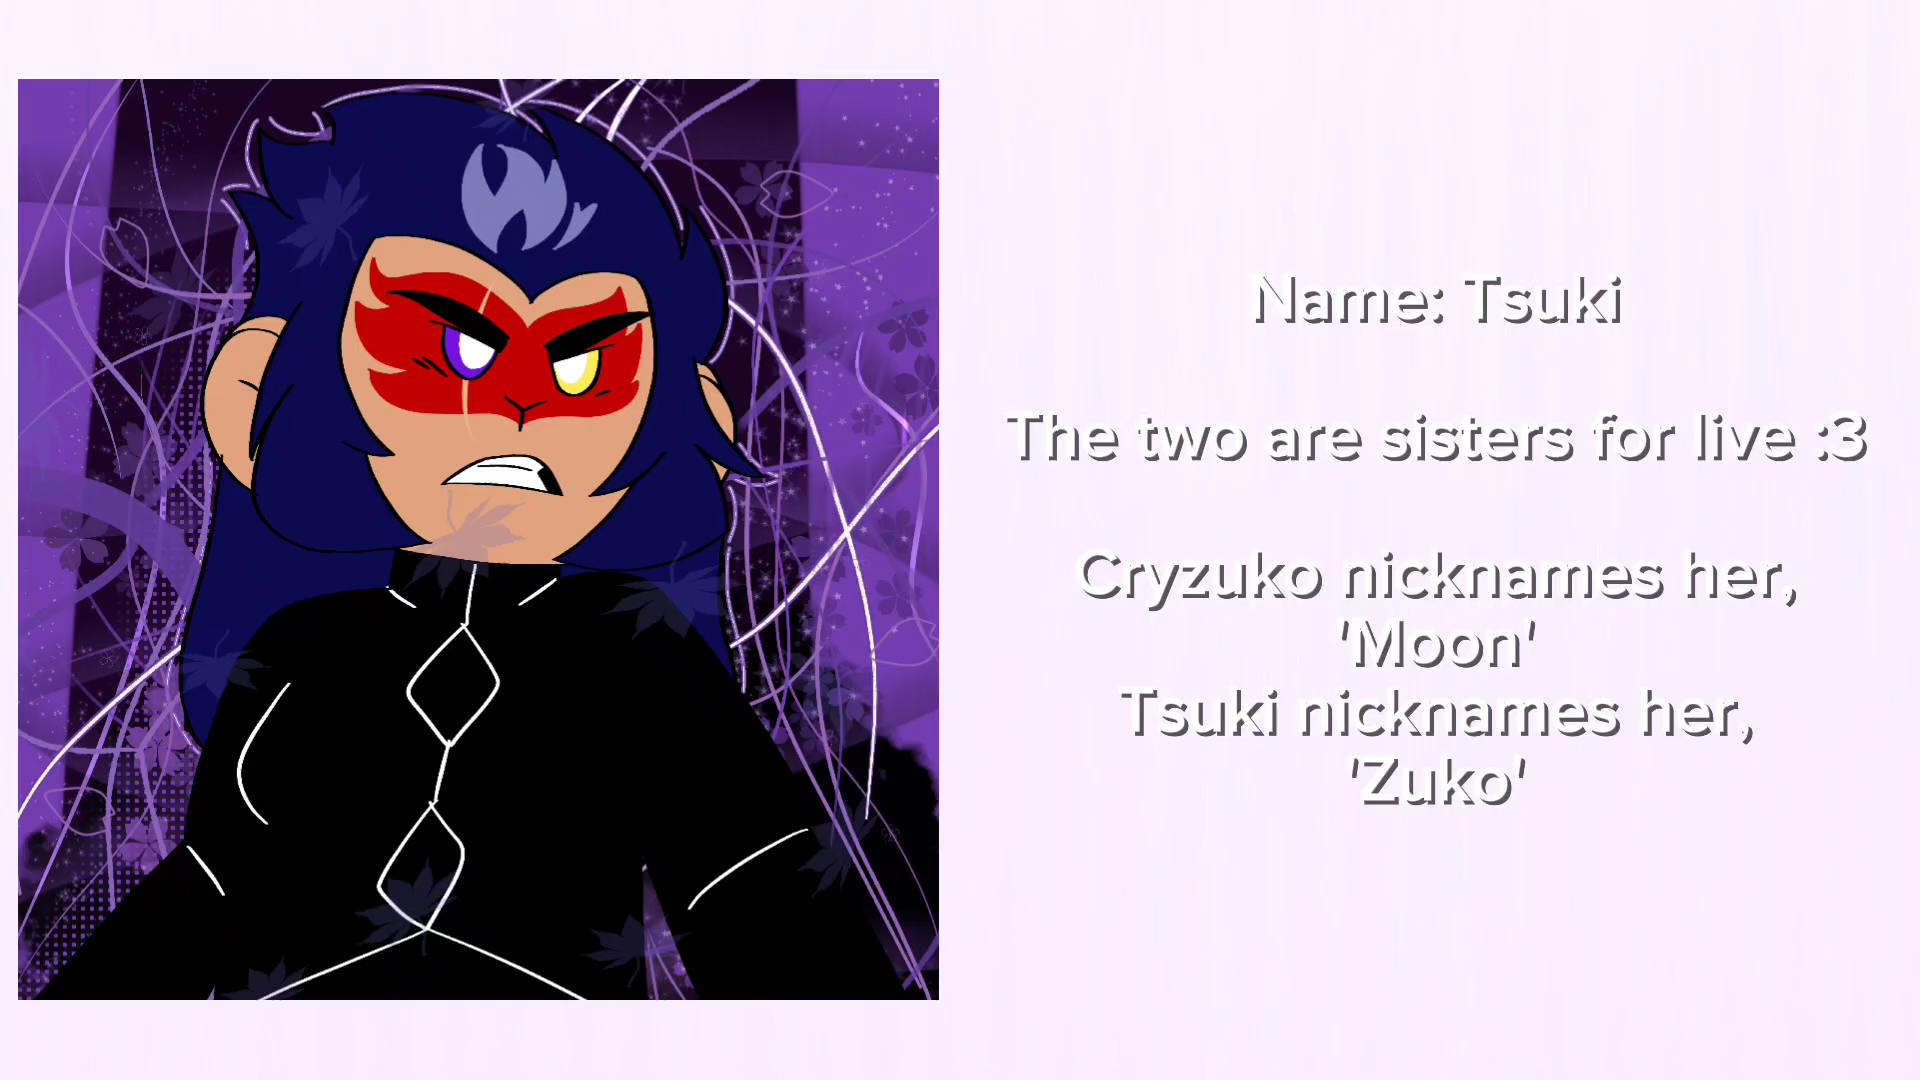 Name: Tsuki
The two are sisters for live :3
Cryzuko nicknames her,
'Moon'
Tsuki nicknames her,
'Zuko'